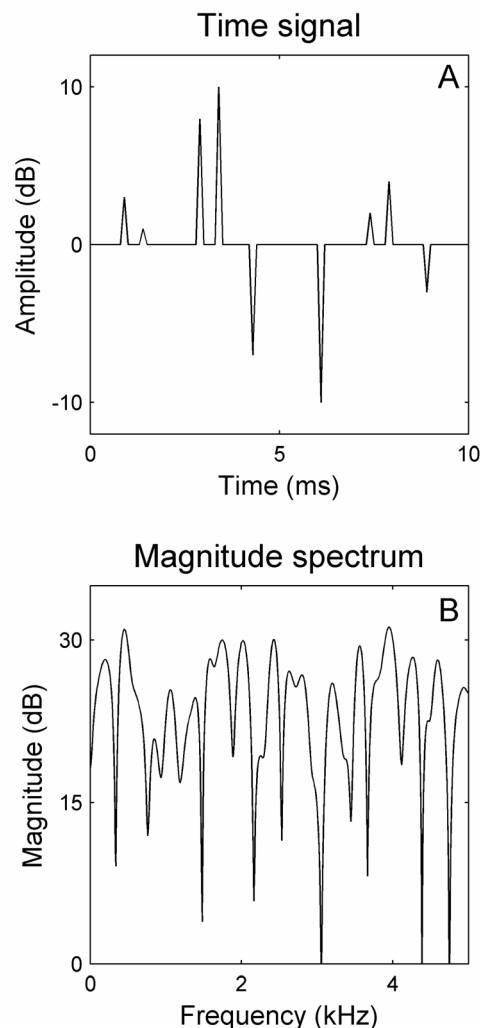 Time signal
A
10
0
-10
Amplitude (dB)
0 5 10
Time (ms)
Magnitude spectrum
B
30
15
0
Magnitude (dB)
0 2 4
Frequency (kHz)